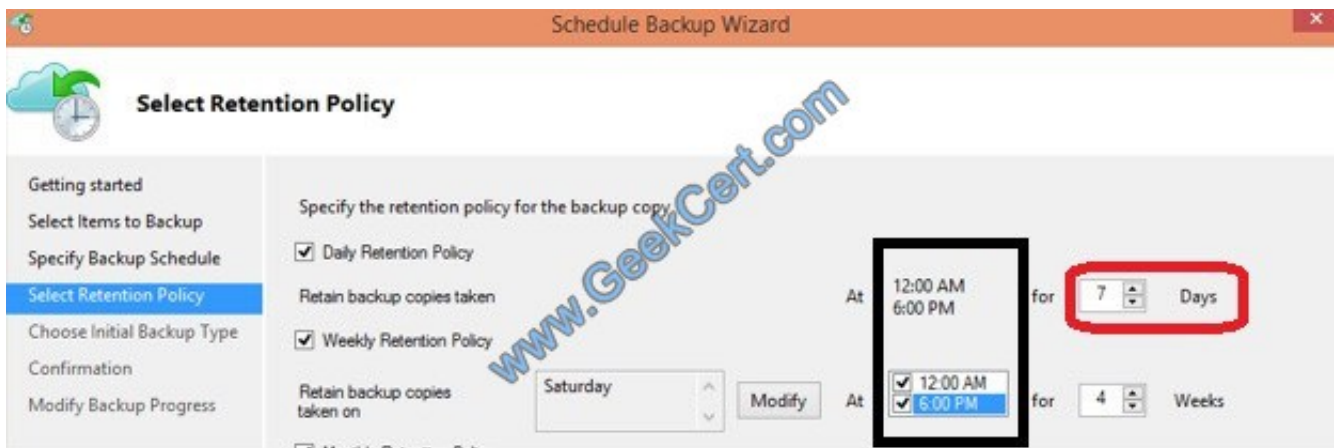 Schedule Backup Wizard
Select Retention Policy
Getting started
Select Items to Backup
Specify Backup Schedule
Select Retention Policy
Choose Initial Backup Type
Confirmation
Modify Backup Progress
Specify the retention policy for the backup copy
Daily Retention Policy
Retain backup copies taken
At
12:00 AM
6:00 PM
for
7
Days
Weekly Retention Policy
Retain backup copies
taken on
Saturday
Modify
At
12:00 AM
6:00 PM
for
4
Weeks
www.GeekCert.com